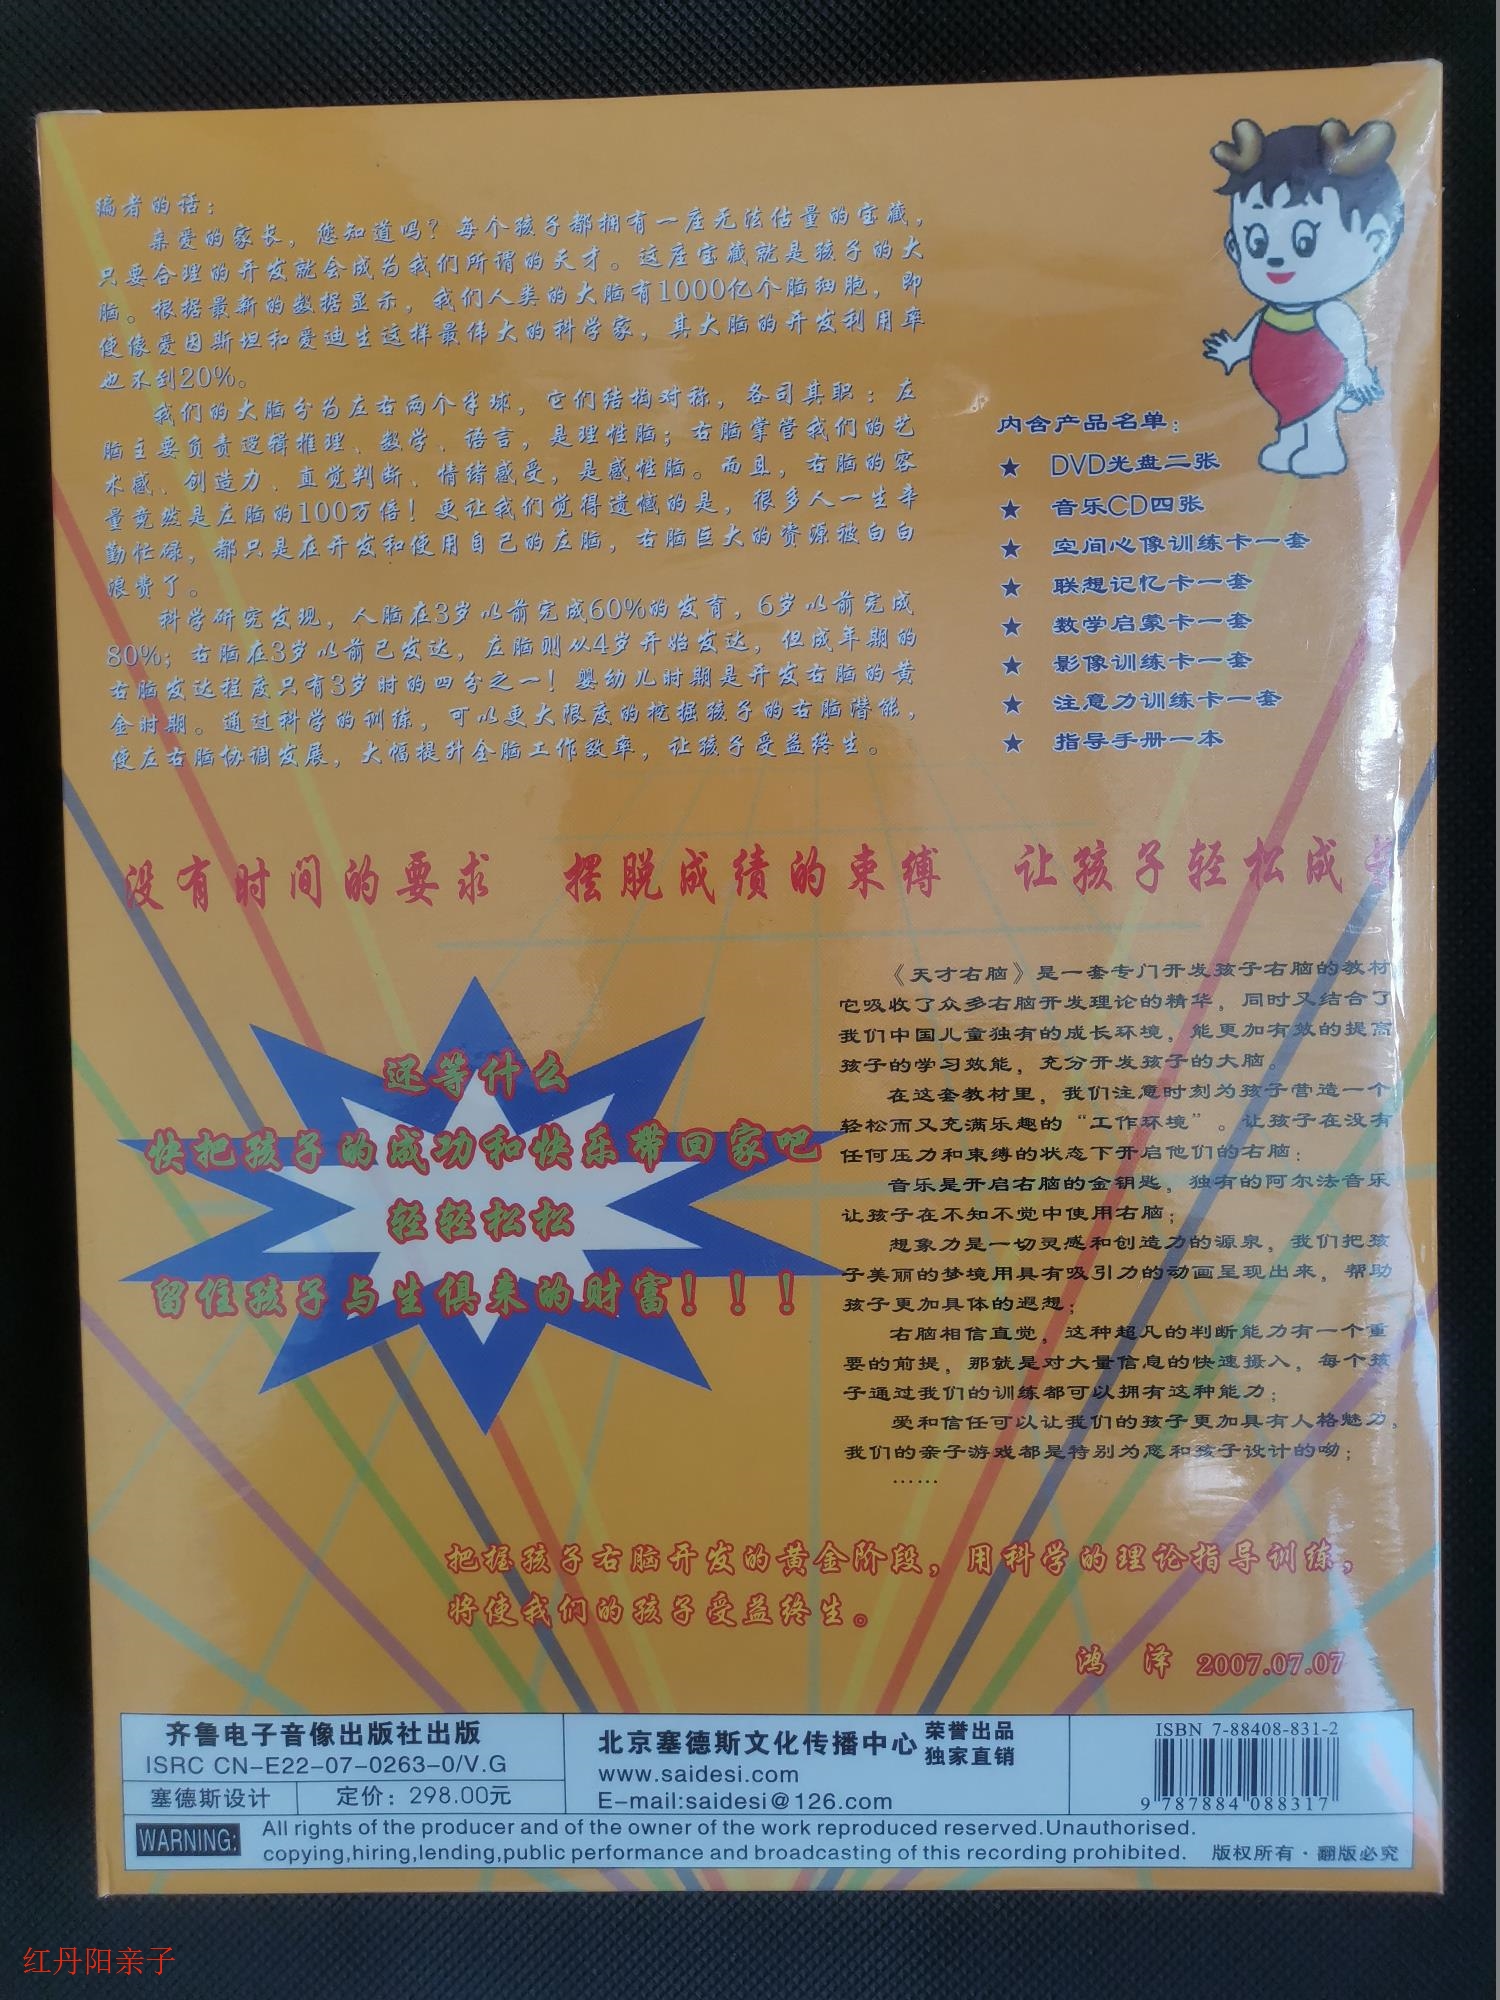 编者的话：
亲爱的家长，您知道吗？每个孩子都拥有一座无法估量的宝藏，
只要合理的开发就会成为我们所谓的天才。这座宝藏就是孩子的大
脑。根据最新的数据显示，我们人类的大脑有1000亿个脑细胞，即
使像爱因斯坦和爱迪生这样最伟大的科学家，其大脑的开发利用率
也不到20%。
我们的大脑分为左右两个半球，它们结构对称，各司其职：左
脑主要负责逻辑推理、数学、语言，是理性脑；右脑掌管我们的艺
术感、创造力、直觉判断、情绪感受，是感性脑。而且，右脑的容
量竟然是左脑的100万倍！更让我们觉得遗憾的是，很多人一生辛
勤忙碌，都只是在开发和使用自己的左脑，右脑巨大的资源被白白
浪费了。
科学研究发现，人脑在3岁以前完成60%的发育，6岁以前完成
80%；右脑在3岁以前已发达，左脑则从4岁开始发达，但成年期的
右脑发达程度只有3岁时的四分之一！婴幼儿时期是开发右脑的黄
金时期。通过科学的训练，可以更大限度的挖掘孩子的右脑潜能，
使左右脑协调发展，大幅提升全脑工作效率，让孩子受益终生。
内含产品名单：
★ DVD光盘二张
★ 音乐CD四张
★ 空间心像训练卡一套
★ 联想记忆卡一套
★ 数学启蒙卡一套
★ 影像训练卡一套
★ 注意力训练卡一套
★ 指导手册一本
没有时间的要求 摆脱成绩的束缚 让孩子轻松成长
还等什么
快把孩子的成功和快乐带回家吧
轻轻松松
留住孩子与生俱来的财富！！！
《天才右脑》是一套专门开发孩子右脑的教材
它吸收了众多右脑开发理论的精华，同时又结合了
我们中国儿童独有的成长环境，能更加有效的提高
孩子的学习效能，充分开发孩子的大脑。
在这套教材里，我们注意时刻为孩子营造一个
轻松而又充满乐趣的“工作环境”。让孩子在没有
任何压力和束缚的状态下开启他们的右脑；
音乐是开启右脑的金钥匙，独有的阿尔法音乐
让孩子在不知不觉中使用右脑；
想象力是一切灵感和创造力的源泉，我们把孩
子美丽的梦境用具有吸引力的动画呈现出来，帮助
孩子更加具体的遐想；
右脑相信直觉，这种超凡的判断能力有一个重
要的前提，那就是对大量信息的快速摄入，每个孩
子通过我们的训练都可以拥有这种能力；
爱和信任可以让我们的孩子更加具有人格魅力，
我们的亲子游戏都是特别为您和孩子设计的呦；
……
把握孩子右脑开发的黄金阶段，用科学的理论指导训练，
将使我们的孩子受益终生。
鸿 泽 2007.07.07
齐鲁电子音像出版社出版
ISRC CN-E22-07-0263-0/V.G
塞德斯设计 定价：298.00元
北京塞德斯文化传播中心 荣誉出品 独家直销
www.saidesi.com
E-mail:saidesi@126.com
ISBN 7-88408-831-2
9 787884 088317
WARNING: All rights of the producer and of the owner of the work reproduced reserved.Unauthorised.
copying,hiring,lending,public performance and broadcasting of this recording prohibited. 版权所有·翻版必究
红丹阳亲子